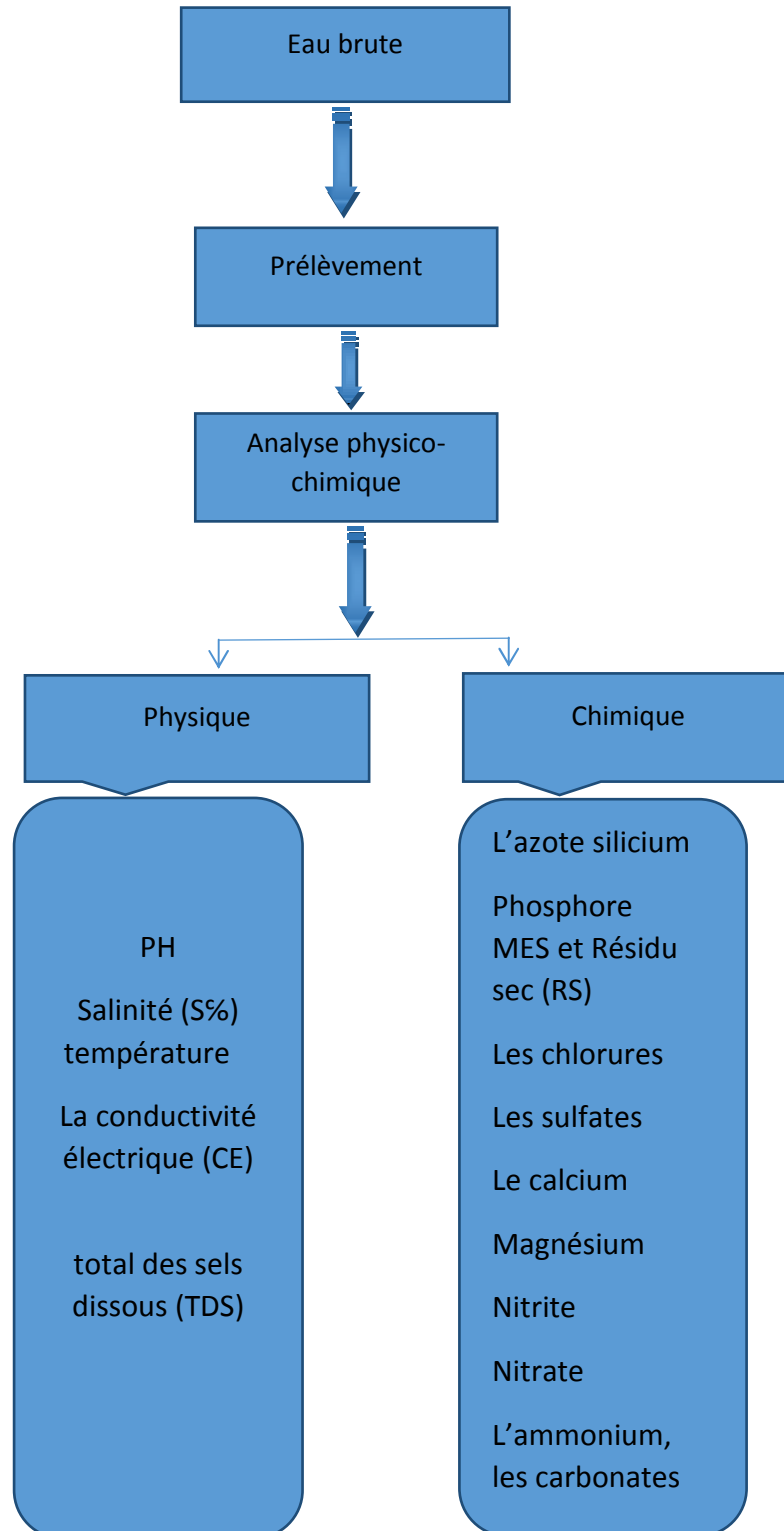 Eau brute
Prélèvement
Analyse physico-
chimique
Physique
Chimique
PH
Salinité (S℅)
température
La conductivité
électrique (CE)
total des sels
dissous (TDS)
L’azote silicium
Phosphore
MES et Résidu
sec (RS)
Les chlorures
Les sulfates
Le calcium
Magnésium
Nitrite
Nitrate
L’ammonium,
les carbonates